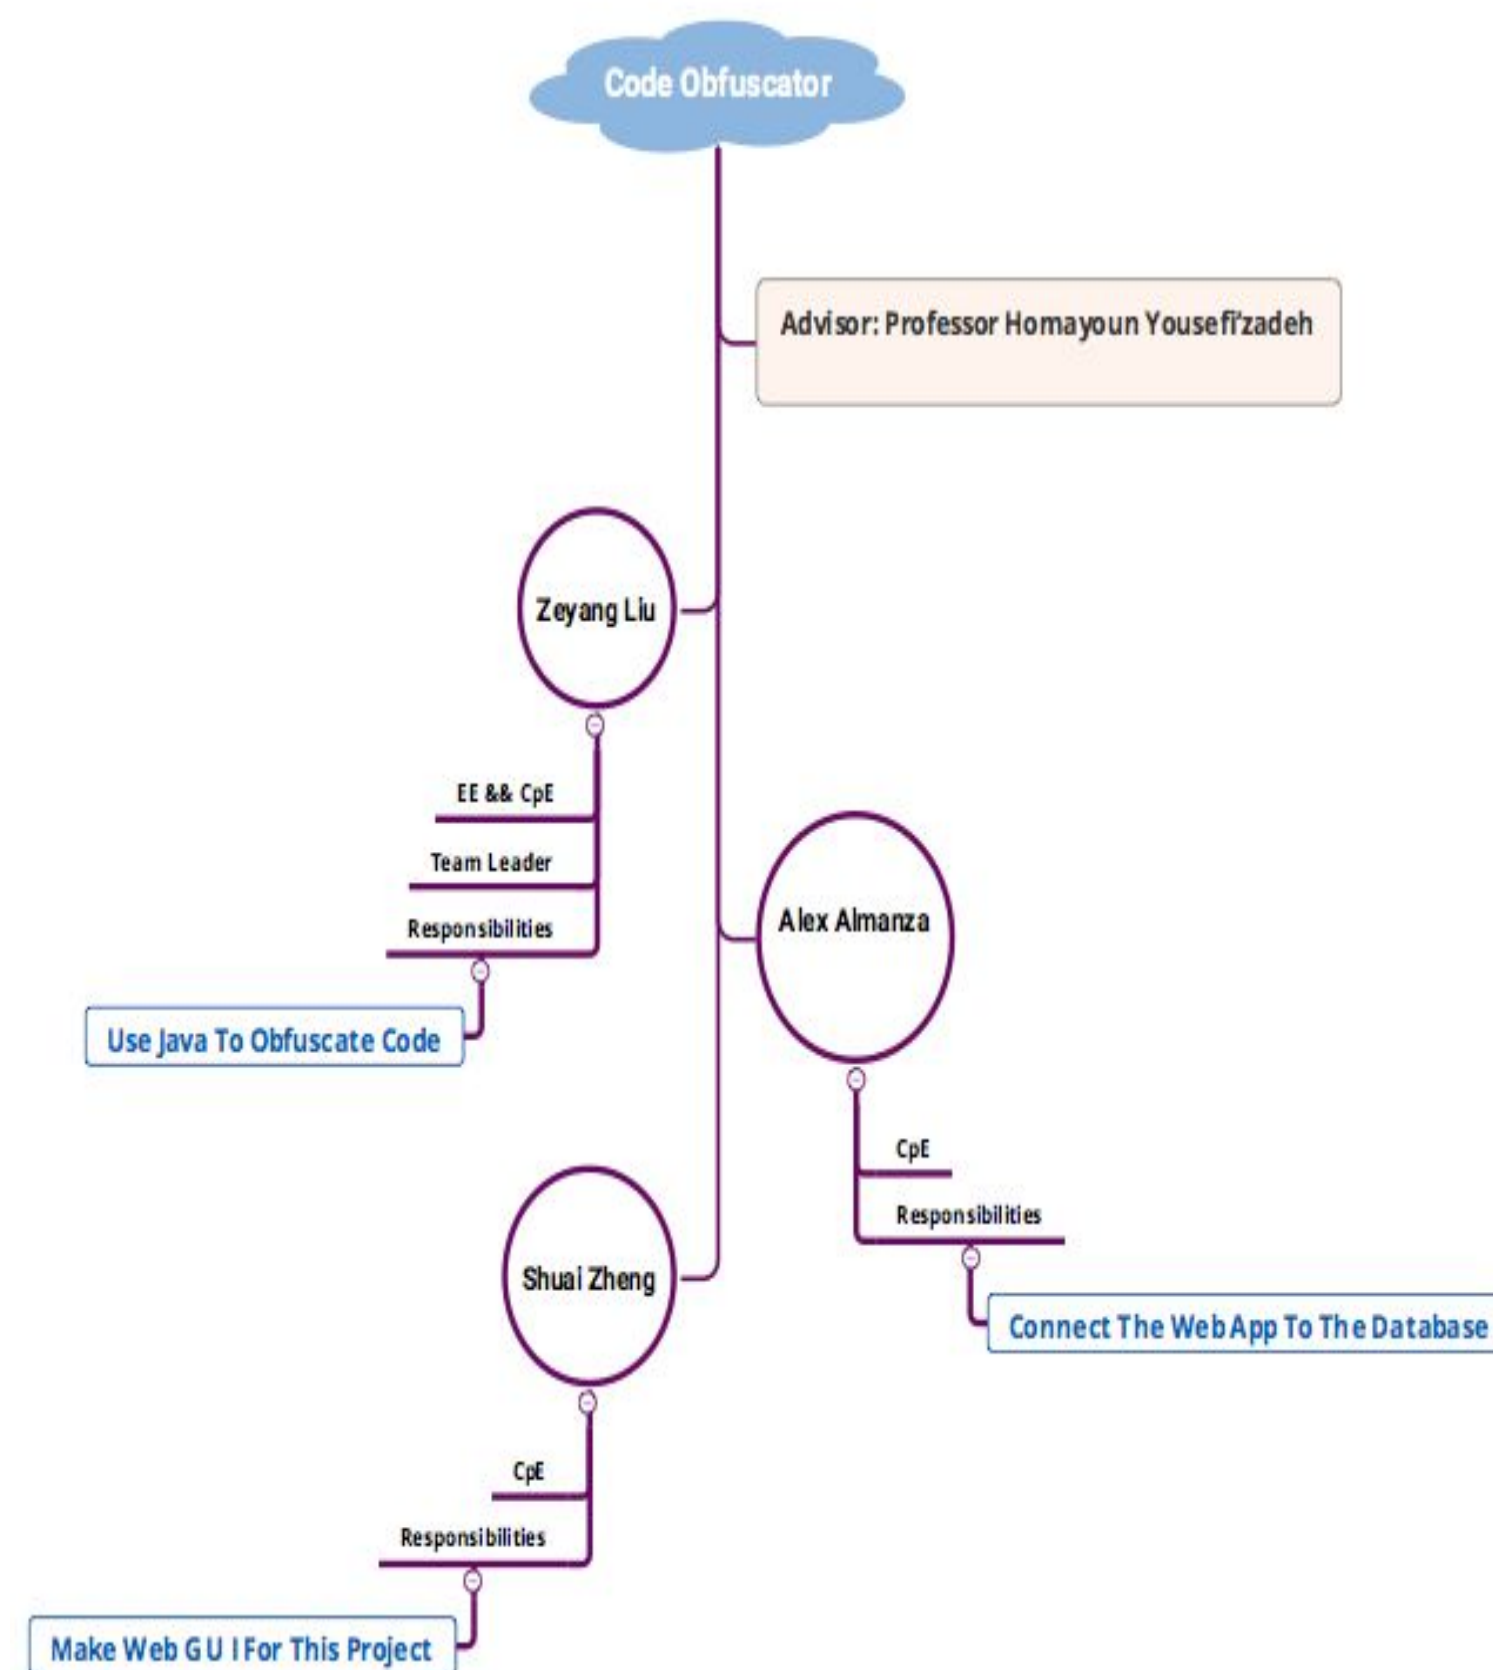 Code Obfuscator
Advisor: Professor Homayoun Yousefi’zadeh
Zeyang Liu
EE && CpE
Team Leader
Responsibilities
Use Java To Obfuscate Code
Alex Almanza
CpE
Responsibilities
Connect The Web App To The Database
Shuai Zheng
CpE
Responsibilities
Make Web G U I For This Project